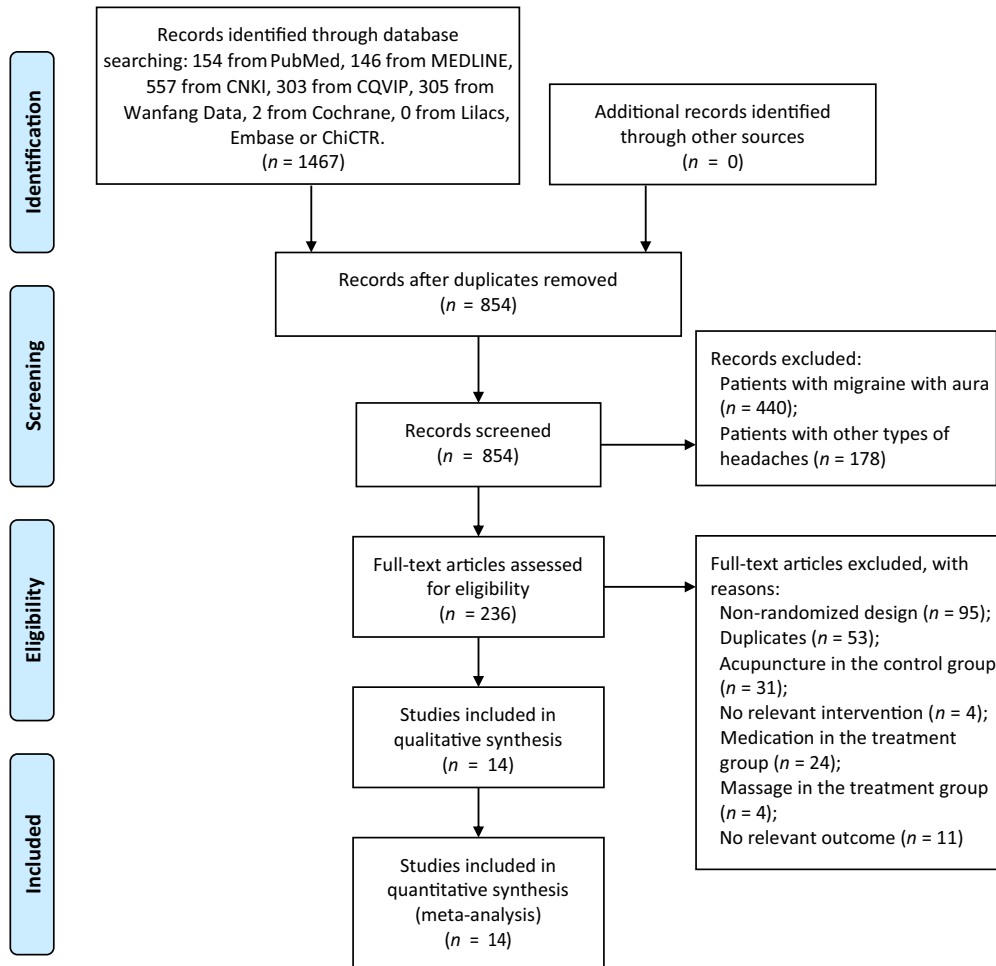 Identification
Records identified through database
searching: 154 from PubMed, 146 from MEDLINE,
557 from CNKI, 303 from CQVIP, 305 from
Wanfang Data, 2 from Cochrane, 0 from Lilacs,
Embase or ChiCTR.
(n = 1467)
Additional records identified
through other sources
(n = 0)
Records after duplicates removed
(n = 854)
Screening
Records screened
(n = 854)
Records excluded:
Patients with migraine with aura
(n = 440);
Patients with other types of
headaches (n = 178)
Eligibility
Full-text articles assessed
for eligibility
(n = 236)
Full-text articles excluded, with
reasons:
Non-randomized design (n = 95);
Duplicates (n = 53);
Acupuncture in the control group
(n = 31);
No relevant intervention (n = 4);
Medication in the treatment
group (n = 24);
Massage in the treatment group
(n = 4);
No relevant outcome (n = 11)
Studies included in
qualitative synthesis
(n = 14)
Included
Studies included in
quantitative synthesis
(meta-analysis)
(n = 14)